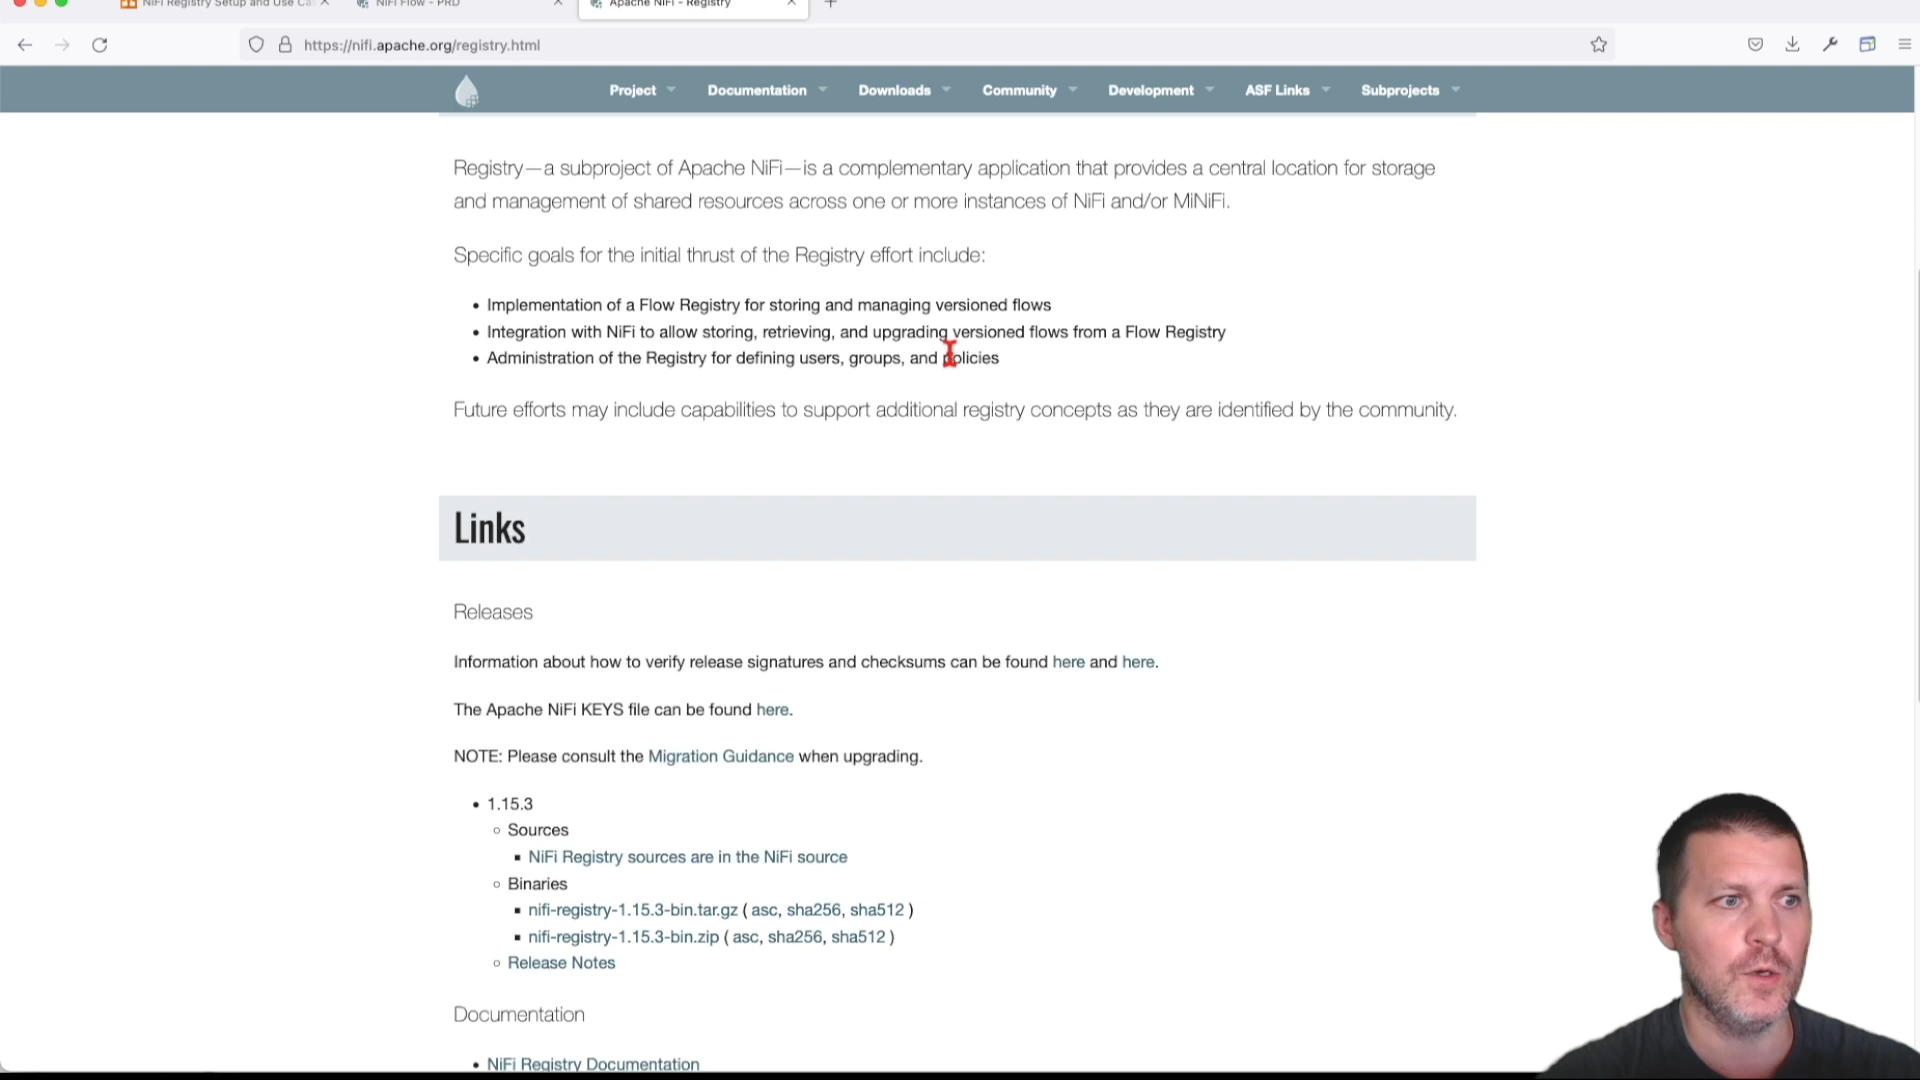 NiFi Registry Setup and Use Ca
NiFi Flow - PRD
Apache NiFi - Registry
https://nifi.apache.org/registry.html
Project
Documentation
Downloads
Community
Development
ASF Links
Subprojects
Registry—a subproject of Apache NiFi—is a complementary application that provides a central location for storage
and management of shared resources across one or more instances of NiFi and/or MiNiFi.
Specific goals for the initial thrust of the Registry effort include:
• Implementation of a Flow Registry for storing and managing versioned flows
• Integration with NiFi to allow storing, retrieving, and upgrading versioned flows from a Flow Registry
• Administration of the Registry for defining users, groups, and policies
Future efforts may include capabilities to support additional registry concepts as they are identified by the community.
Links
Releases
Information about how to verify release signatures and checksums can be found here and here.
The Apache NiFi KEYS file can be found here.
NOTE: Please consult the Migration Guidance when upgrading.
• 1.15.3
◦ Sources
▪ NiFi Registry sources are in the NiFi source
◦ Binaries
▪ nifi-registry-1.15.3-bin.tar.gz ( asc, sha256, sha512 )
▪ nifi-registry-1.15.3-bin.zip ( asc, sha256, sha512 )
◦ Release Notes
Documentation
• NiFi Registry Documentation